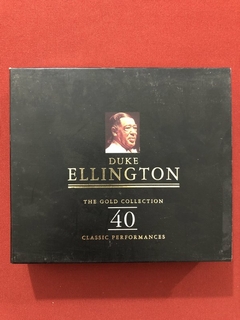 DUKE
ELLINGTON
THE GOLD COLLECTION
40
CLASSIC PERFORMANCES